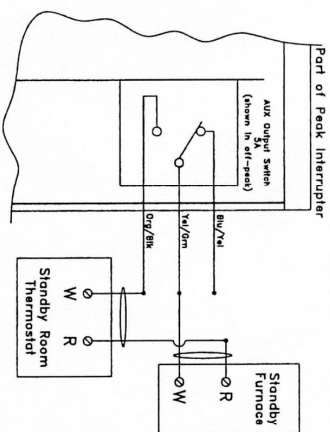 Part of Peak Interrupter
AUX Output Switch
5A
(shown in off-peak)
Blu/Yel
Yel/Grn
Org/Blk
Standby
Furnace
R
W
Standby Room
Thermostat
W
R